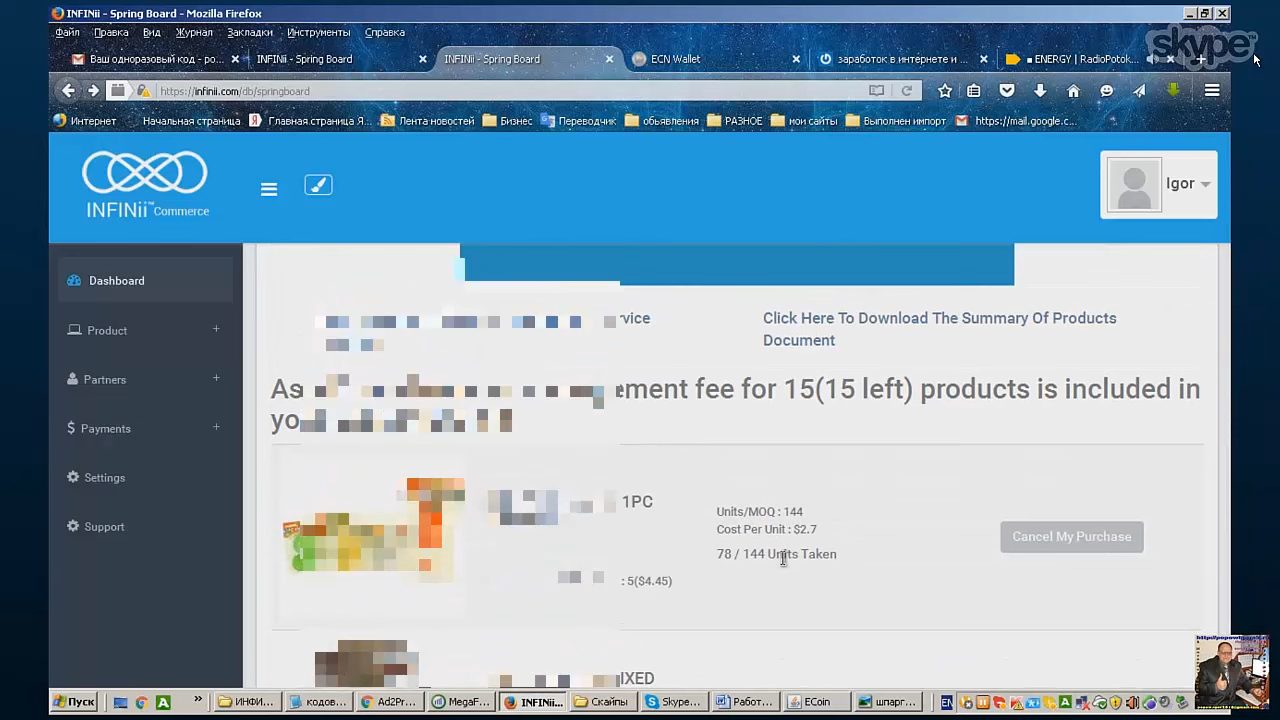 INFINii - Spring Board - Mozilla Firefox
Файл Правка Вид Журнал Закладки Инструменты Справка
skype
Ваш одноразовый код - ро... INFINii - Spring Board INFINii - Spring Board ECN Wallet заработок в интернете и ... ENERGY | RadioPotok
https://infinii.com/db/springboard
Интернет Начальная страница Главная страница Я... Лента новостей Бизнес Переводчик обьявления РАЗНОЕ мои сайты Выполнен импорт https://mail.google.c...
INFINii™ Commerce
Igor
Dashboard
Product +
Partners +
Payments +
Settings
Support
rvice
Click Here To Download The Summary Of Products
Document
As ment fee for 15(15 left) products is included in
yo
1PC
Units/MOQ : 144
Cost Per Unit : $2.7
78 / 144 Units Taken
: 5($4.45)
Cancel My Purchase
IXED
Пуск » ИНФИ... кодов... Ad2Pr... MegaF... INFINii... Скайпы Skype... Работ... ECoin шпарг... EN